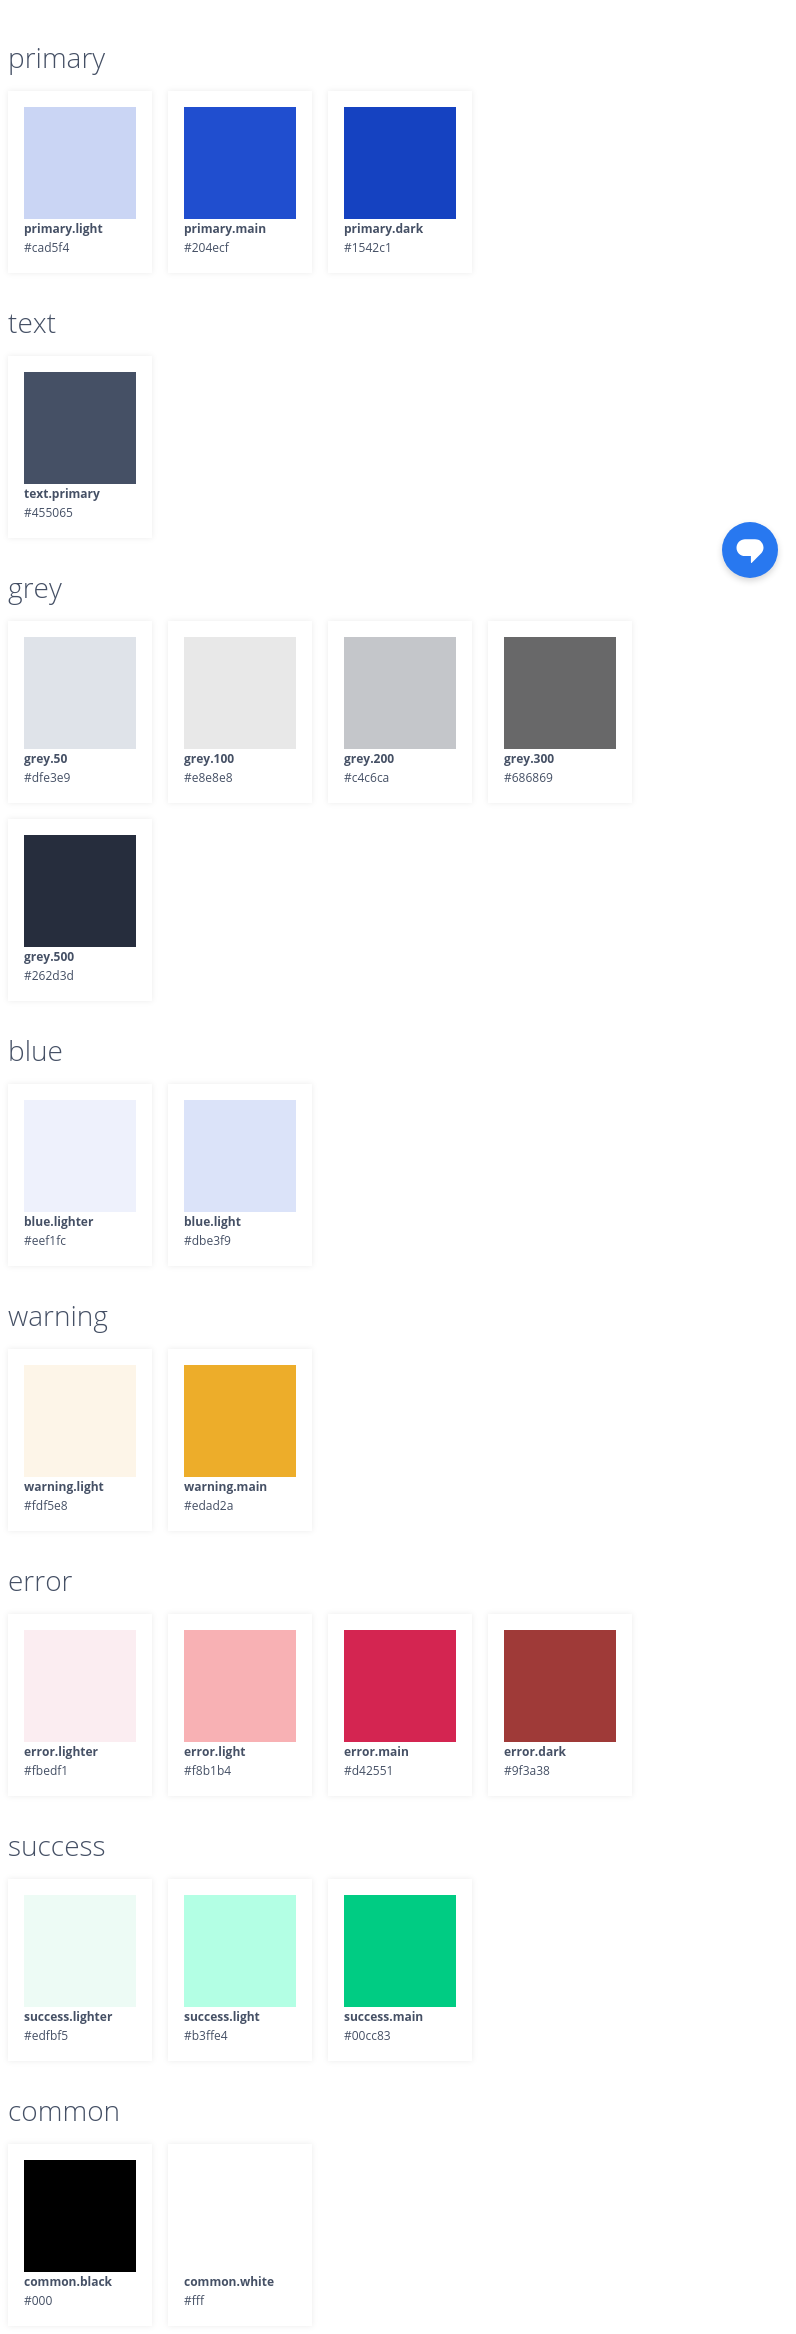 primary
primary.light
#cad5f4
primary.main
#204ecf
primary.dark
#1542c1
text
text.primary
#455065
grey
grey.50
#dfe3e9
grey.100
#e8e8e8
grey.200
#c4c6ca
grey.300
#686869
grey.500
#262d3d
blue
blue.lighter
#eef1fc
blue.light
#dbe3f9
warning
warning.light
#fdf5e8
warning.main
#edad2a
error
error.lighter
#fbedf1
error.light
#f8b1b4
error.main
#d42551
error.dark
#9f3a38
success
success.lighter
#edfbf5
success.light
#b3ffe4
success.main
#00cc83
common
common.black
#000
common.white
#fff